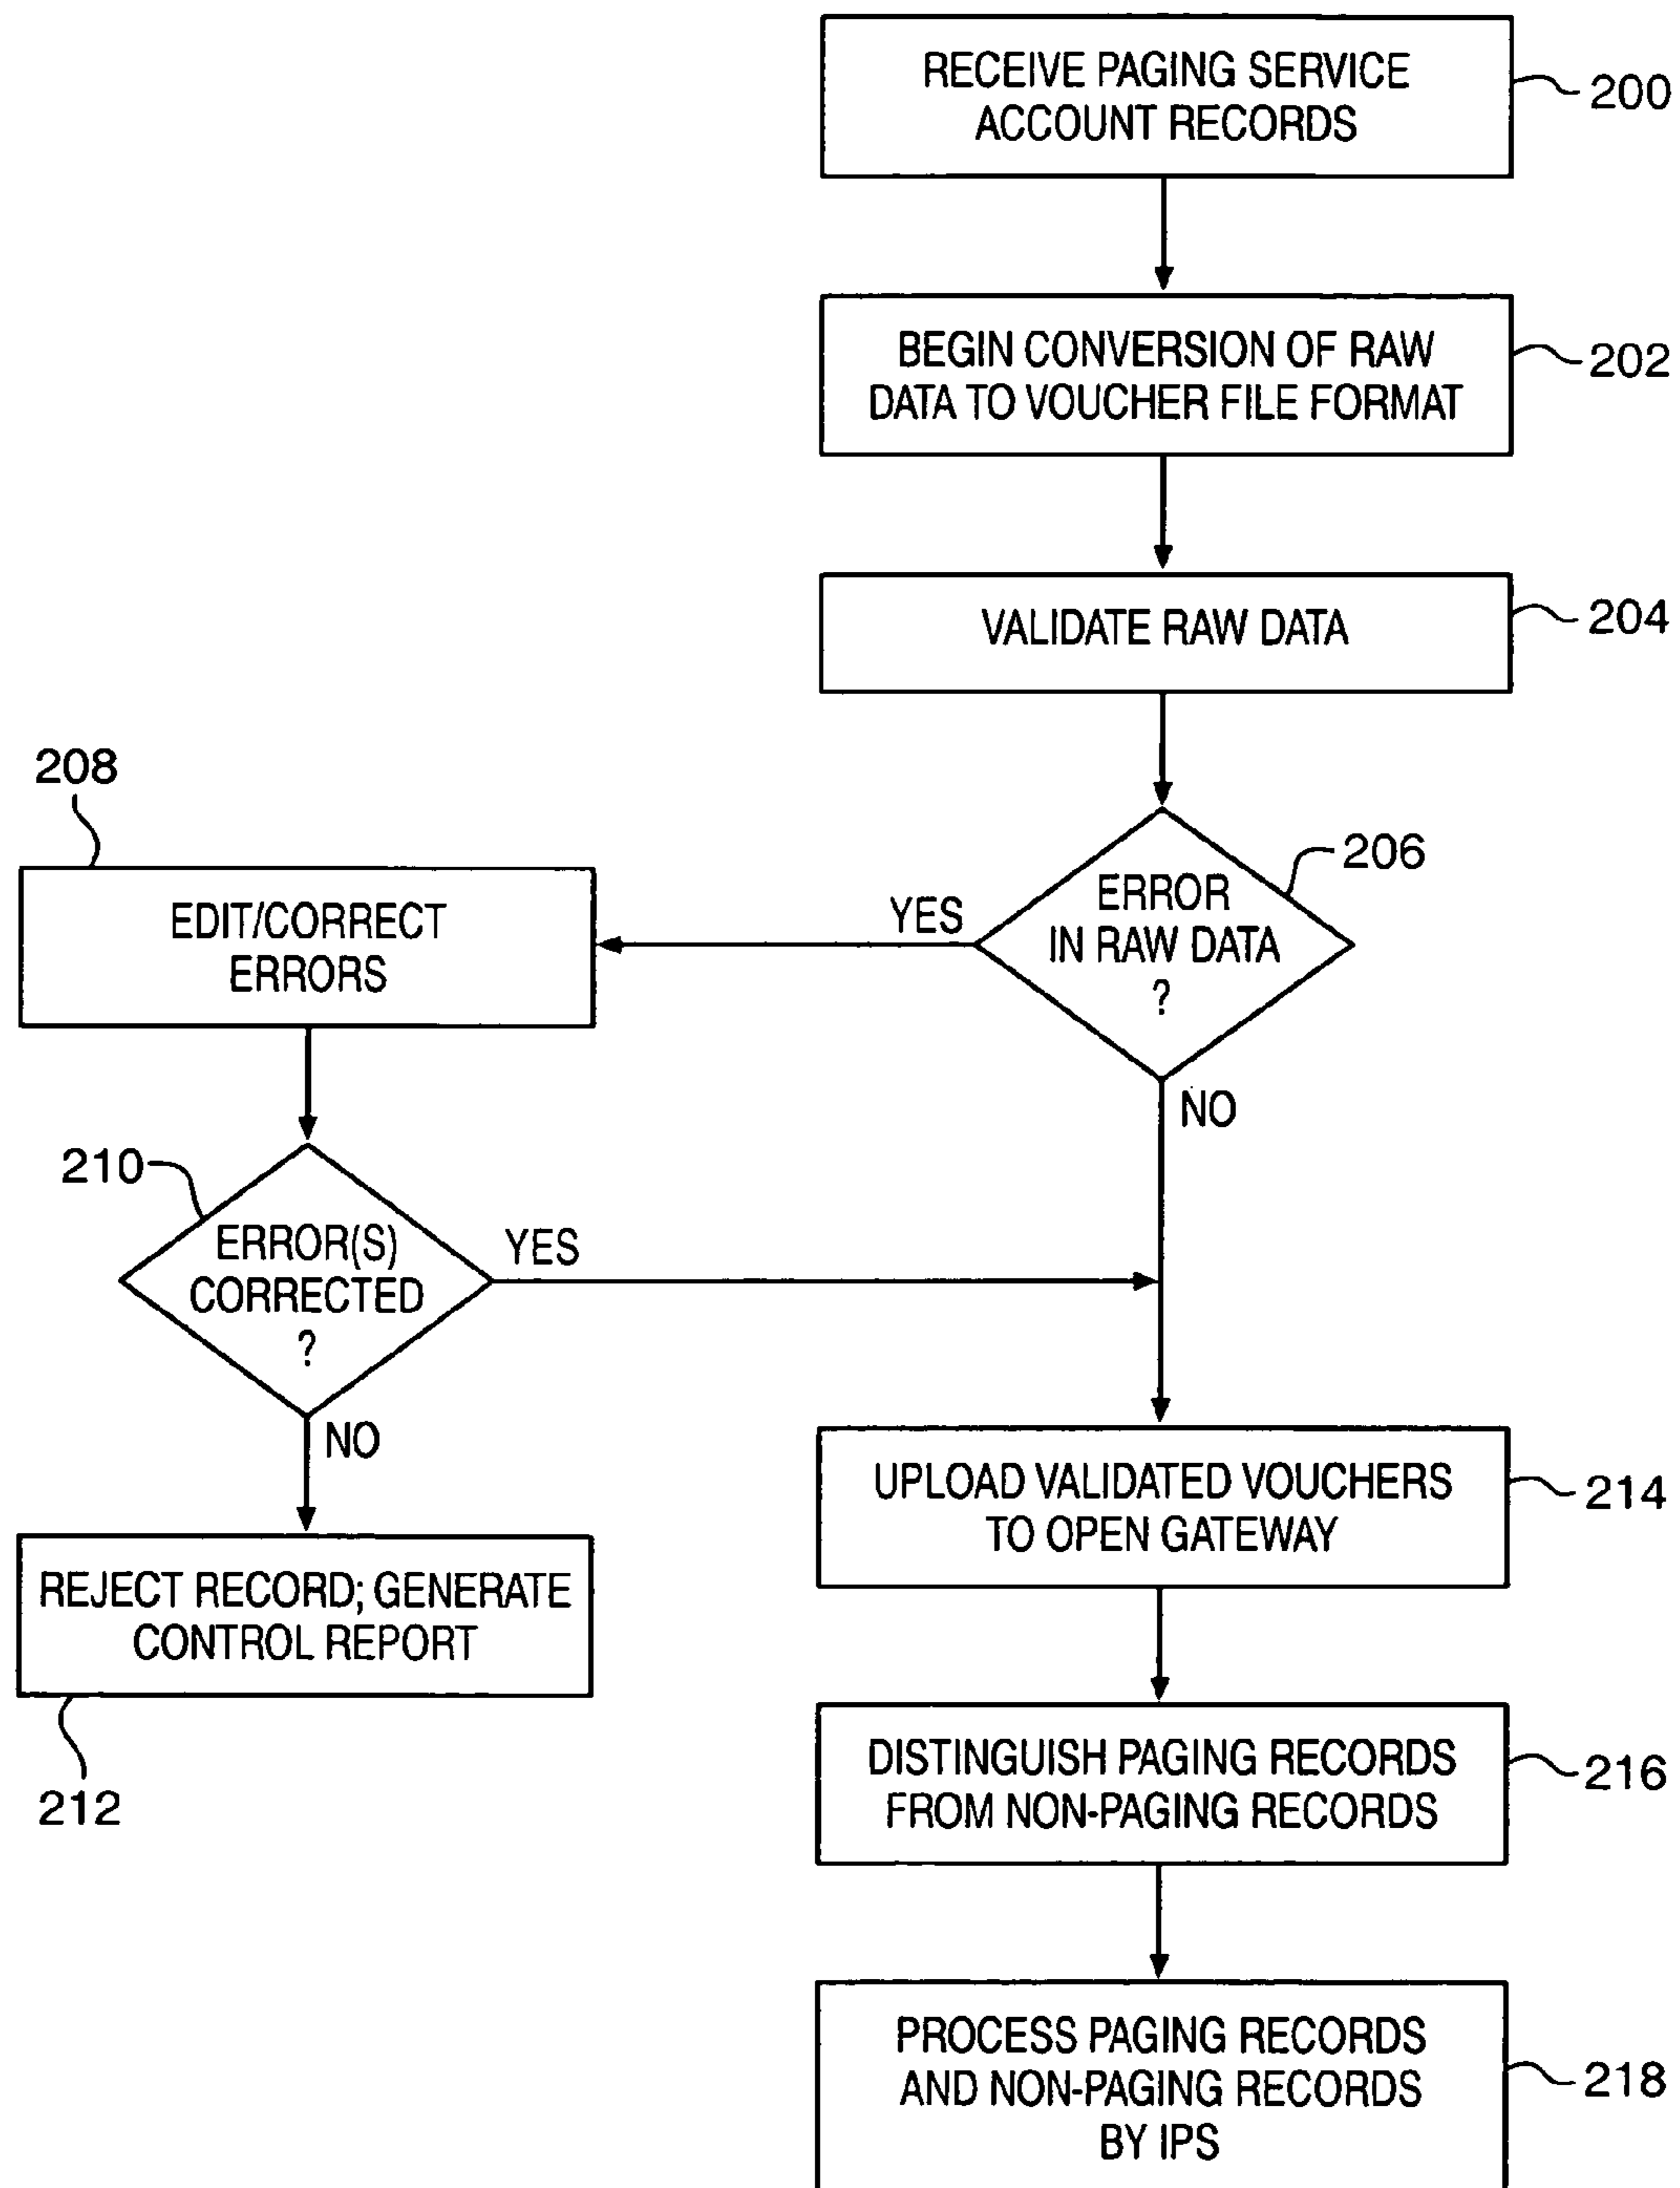 RECEIVE PAGING SERVICE
ACCOUNT RECORDS
200
BEGIN CONVERSION OF RAW
DATA TO VOUCHER FILE FORMAT
202
VALIDATE RAW DATA
204
206
ERROR
IN RAW DATA
?
YES
NO
208
EDIT/CORRECT
ERRORS
210
ERROR(S)
CORRECTED
?
YES
NO
REJECT RECORD; GENERATE
CONTROL REPORT
212
UPLOAD VALIDATED VOUCHERS
TO OPEN GATEWAY
214
DISTINGUISH PAGING RECORDS
FROM NON-PAGING RECORDS
216
PROCESS PAGING RECORDS
AND NON-PAGING RECORDS
BY IPS
218